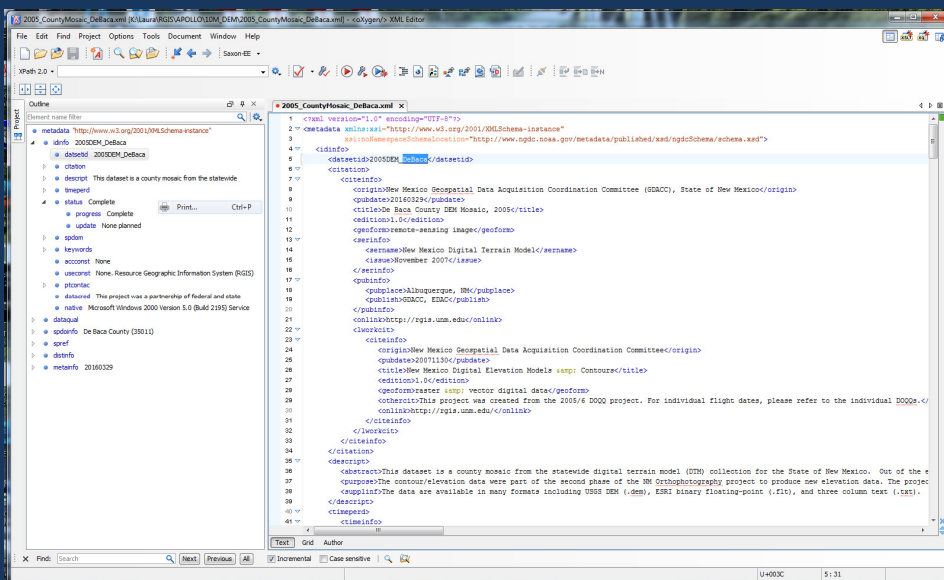 2005_CountyMosaic_DeBaca.xml [K:\Laura\RGIS\APOLLO\10M_DEM\2005_CountyMosaic_DeBaca.xml] - <oXygen/> XML Editor
File Edit Find Project Options Tools Document Window Help
Saxon-EE
XPath 2.0
Project
Outline
Element name filter
metadata "http://www.w3.org/2001/XMLSchema-instance"
idinfo 2005DEM_DeBaca
datsetid 2005DEM_DeBaca
citation
descript This dataset is a county mosaic from the statewide
timeperd
status Complete
progress Complete
update None planned
Print... Ctrl+P
spdom
keywords
accconst None
useconst None. Resource Geographic Information System (RGIS)
ptcontac
datacred This project was a partnership of federal and state
native Microsoft Windows 2000 Version 5.0 (Build 2195) Service
dataqual
spdoinfo De Baca County (35011)
spref
distinfo
metainfo 20160329
2005_CountyMosaic_DeBaca.xml
1 <?xml version="1.0" encoding="UTF-8"?>
2 <metadata xmlns:xsi="http://www.w3.org/2001/XMLSchema-instance"
3 xsi:noNamespaceSchemaLocation="http://www.ngdc.noaa.gov/metadata/published/xsd/ngdcSchema/schema.xsd">
4 <idinfo>
5 <datsetid>2005DEM_DeBaca</datsetid>
6 <citation>
7 <citeinfo>
8 <origin>New Mexico Geospatial Data Acquisition Coordination Committee (GDACC), State of New Mexico</origin>
9 <pubdate>20160329</pubdate>
10 <title>De Baca County DEM Mosaic, 2005</title>
11 <edition>1.0</edition>
12 <geoform>remote-sensing image</geoform>
13 <serinfo>
14 <sername>New Mexico Digital Terrain Model</sername>
15 <issue>November 2007</issue>
16 </serinfo>
17 <pubinfo>
18 <pubplace>Albuquerque, NM</pubplace>
19 <publish>GDACC, EDAC</publish>
20 </pubinfo>
21 <onlink>http://rgis.unm.edu</onlink>
22 <lworkcit>
23 <citeinfo>
24 <origin>New Mexico Geospatial Data Acquisition Coordination Committee</origin>
25 <pubdate>20071130</pubdate>
26 <title>New Mexico Digital Elevation Models &amp; Contours</title>
27 <edition>1.0</edition>
28 <geoform>raster &amp; vector digital data</geoform>
29 <othercit>This project was created from the 2005/6 DOQQ project. For individual flight dates, please refer to the individual DOQQs.</
30 <onlink>http://rgis.unm.edu/</onlink>
31 </citeinfo>
32 </lworkcit>
33 </citeinfo>
34 </citation>
35 <descript>
36 <abstract>This dataset is a county mosaic from the statewide digital terrain model (DTM) collection for the State of New Mexico. Out of the e
37 <purpose>The contour/elevation data were part of the second phase of the NM Orthophotography project to produce new elevation data. The projec
38 <supplinf>The data are available in many formats including USGS DEM (.dem), ESRI binary floating-point (.flt), and three column text (.txt).
39 </descript>
40 <timeperd>
41 <timeinfo>
Text Grid Author
X Find: Search Next Previous All Incremental Case sensitive
U+003C 5:31